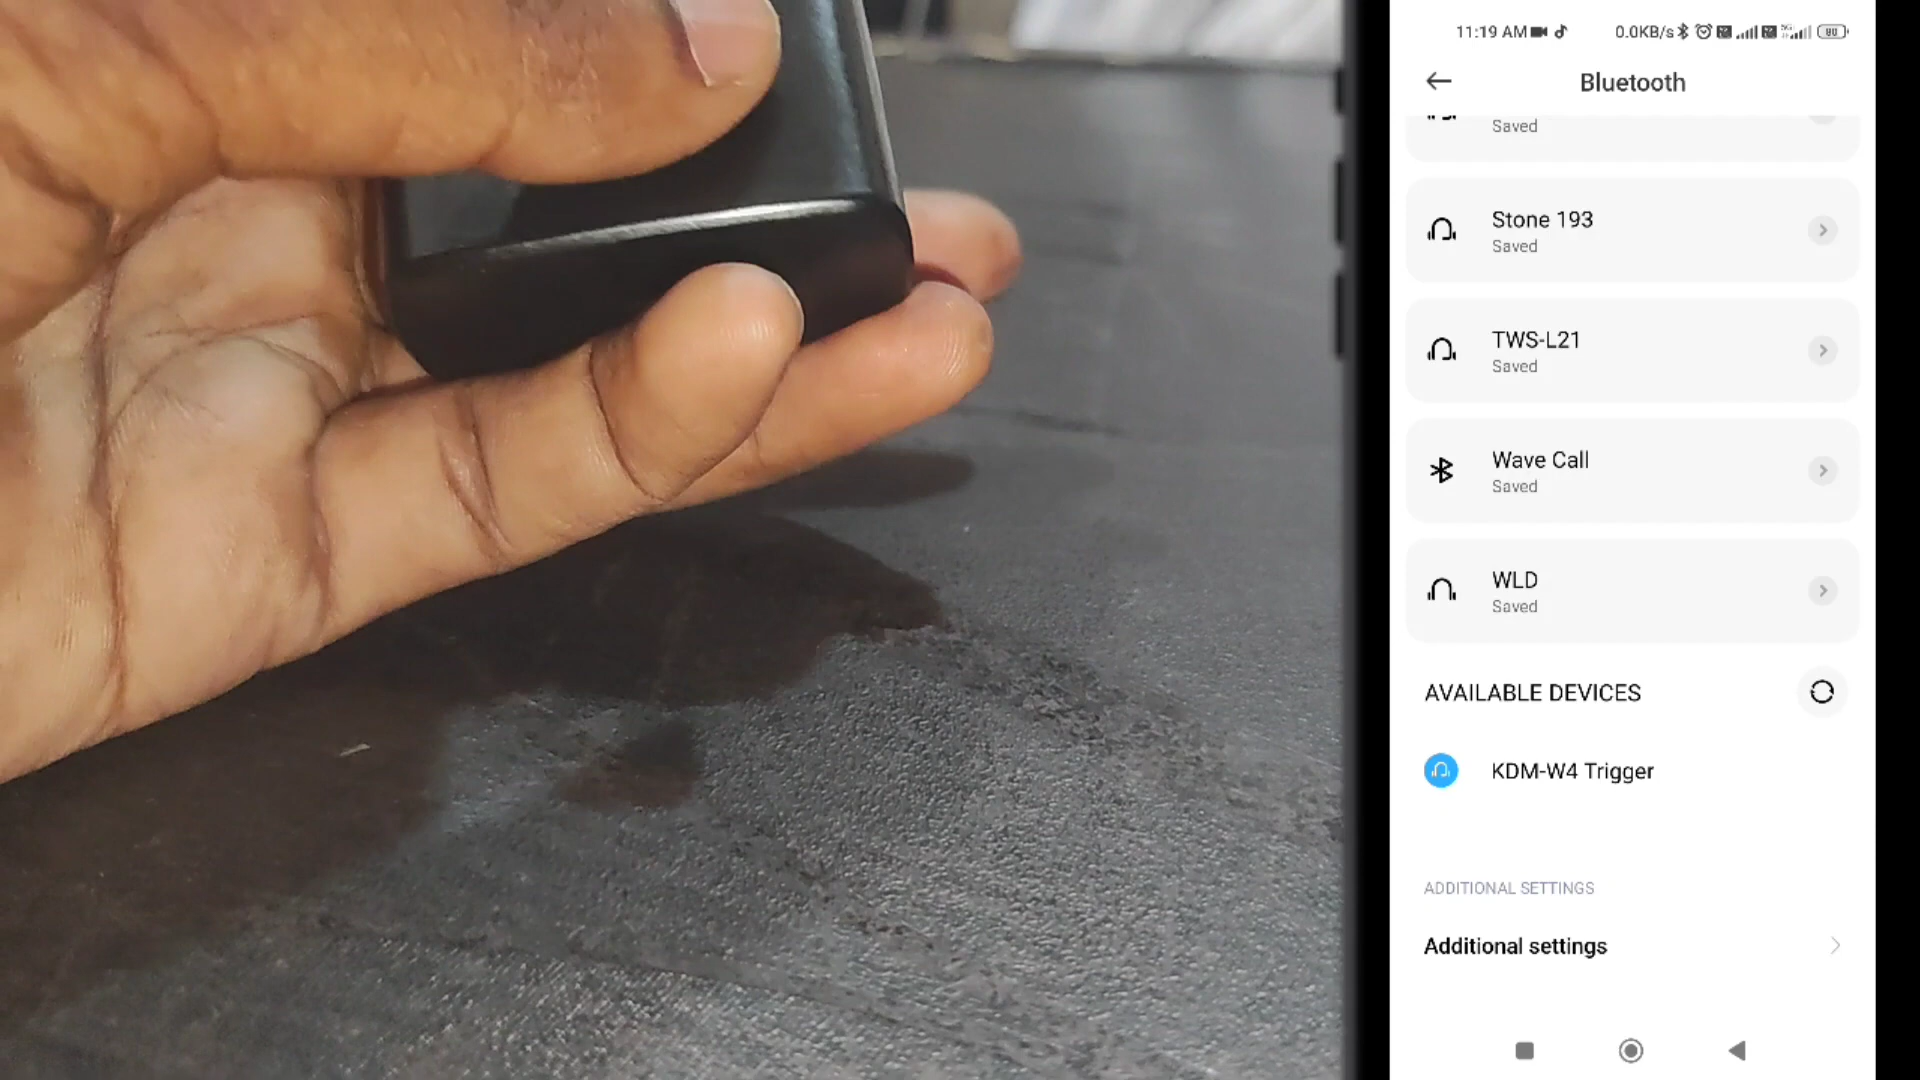 11:19 AM
0.0KB/s
80
Bluetooth
Saved
Stone 193
Saved
TWS-L21
Saved
Wave Call
Saved
WLD
Saved
AVAILABLE DEVICES
KDM-W4 Trigger
ADDITIONAL SETTINGS
Additional settings